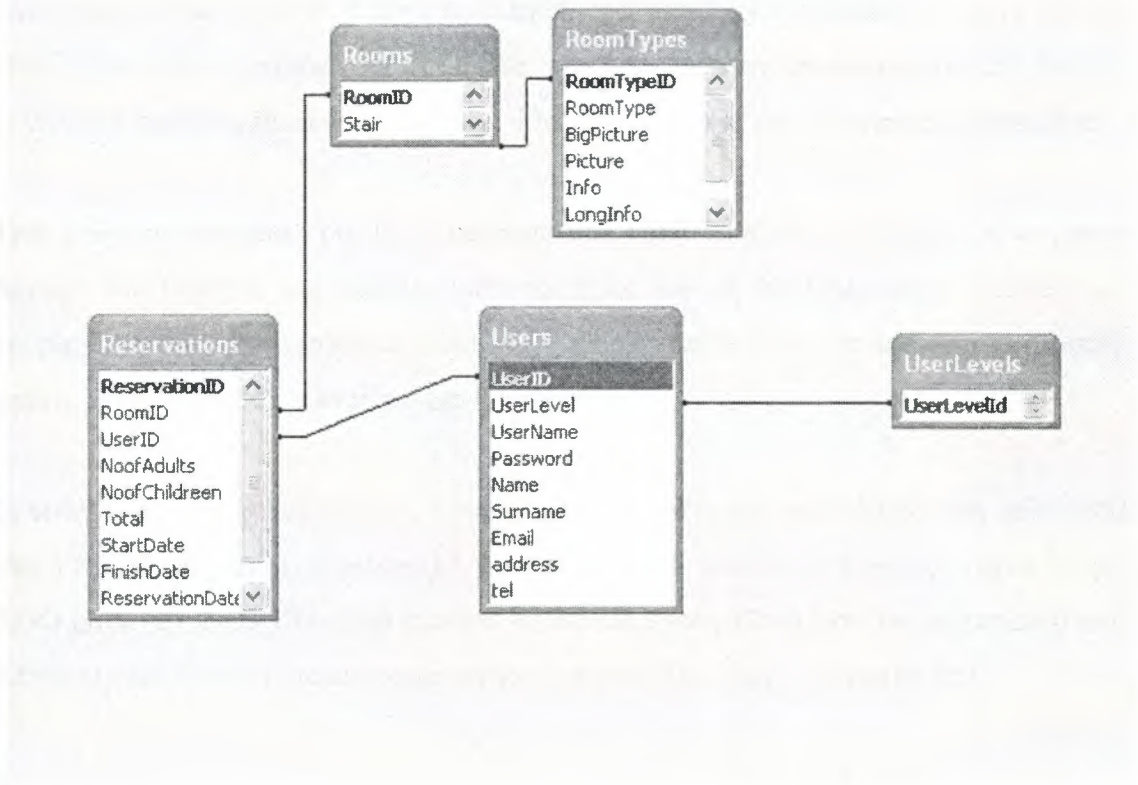 Rooms
RoomID
Stair
RoomTypes
RoomTypeID
RoomType
BigPicture
Picture
Info
LongInfo
Reservations
ReservationID
RoomID
UserID
NoofAdults
NoofChildreen
Total
StartDate
FinishDate
ReservationDate
Users
UserID
UserLevel
UserName
Password
Name
Surname
Email
address
tel
UserLevels
UserLevelId